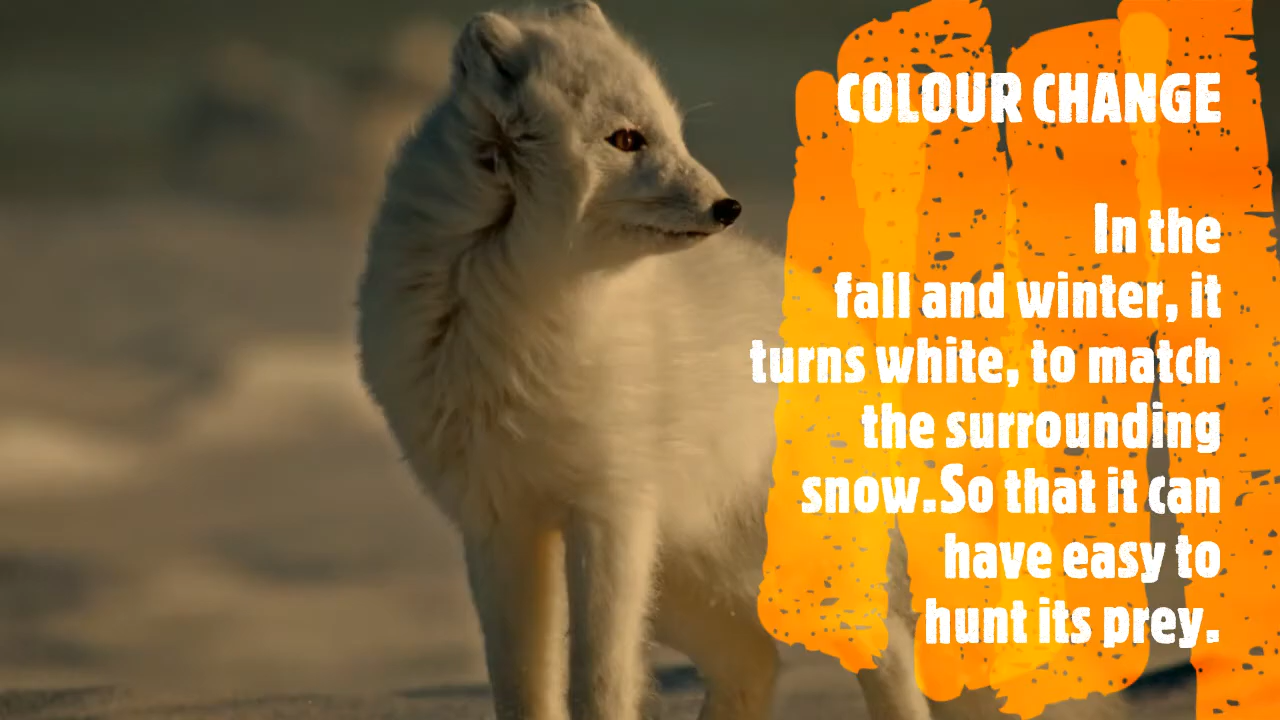 COLOUR CHANGE
In the
fall and winter, it
turns white, to match
the surrounding
snow.So that it can
have easy to
hunt its prey.